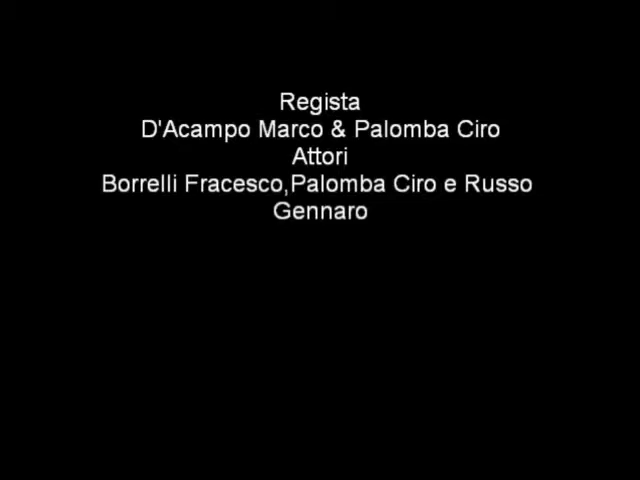 Regista
D'Acampo Marco & Palomba Ciro
Attori
Borrelli Fracesco,Palomba Ciro e Russo
Gennaro